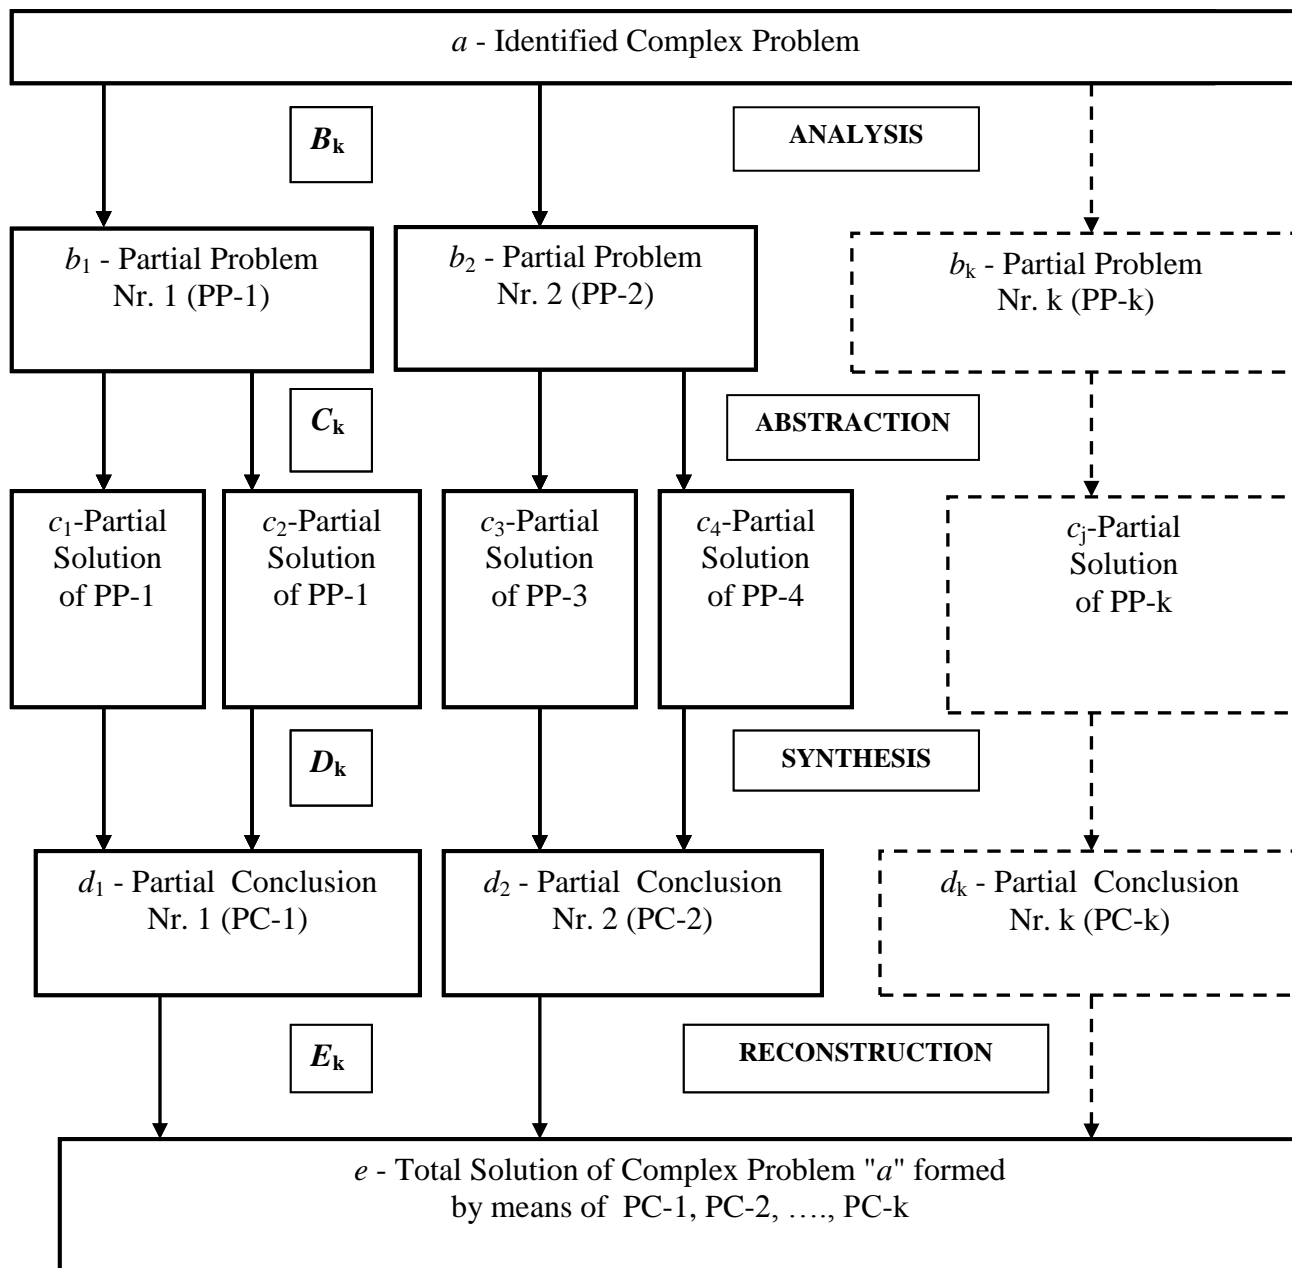 a - Identified Complex Problem
Bk
ANALYSIS
b1 - Partial Problem
Nr. 1 (PP-1)
b2 - Partial Problem
Nr. 2 (PP-2)
bk - Partial Problem
Nr. k (PP-k)
Ck
ABSTRACTION
c1-Partial
Solution
of PP-1
c2-Partial
Solution
of PP-1
c3-Partial
Solution
of PP-3
c4-Partial
Solution
of PP-4
cj-Partial
Solution
of PP-k
Dk
SYNTHESIS
d1 - Partial Conclusion
Nr. 1 (PC-1)
d2 - Partial Conclusion
Nr. 2 (PC-2)
dk - Partial Conclusion
Nr. k (PC-k)
Ek
RECONSTRUCTION
e - Total Solution of Complex Problem "a" formed
by means of PC-1, PC-2, …., PC-k